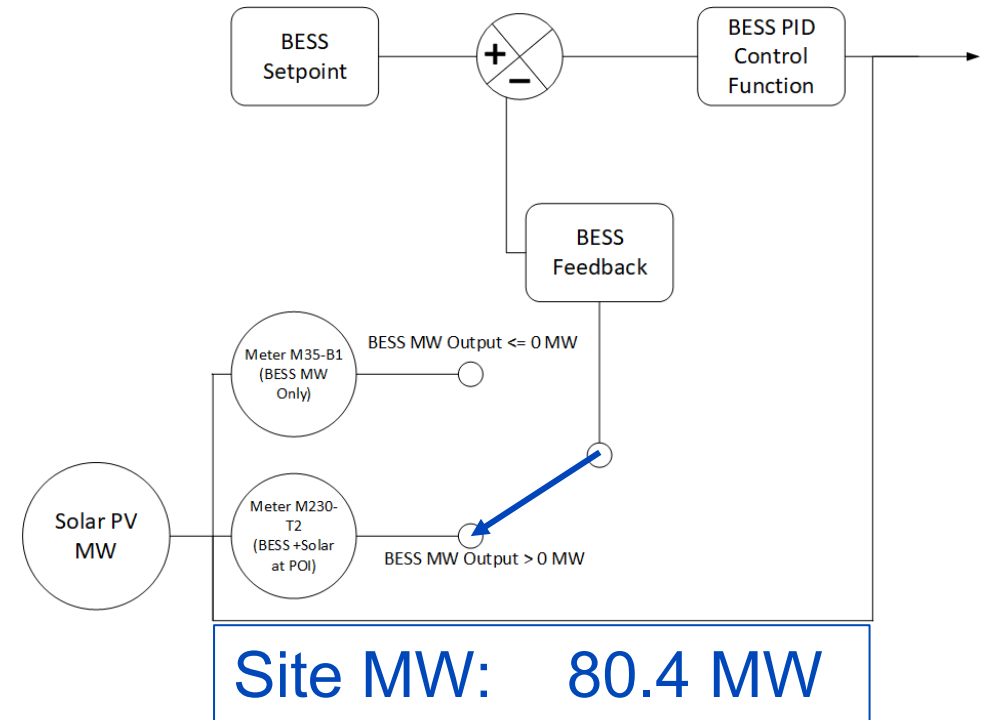 BESS
Setpoint
+
−
BESS PID
Control
Function
BESS
Feedback
Meter M35-B1
(BESS MW
Only)
BESS MW Output <= 0 MW
Solar PV
MW
Meter M230-
T2
(BESS +Solar
at POI)
BESS MW Output > 0 MW
Site MW: 80.4 MW